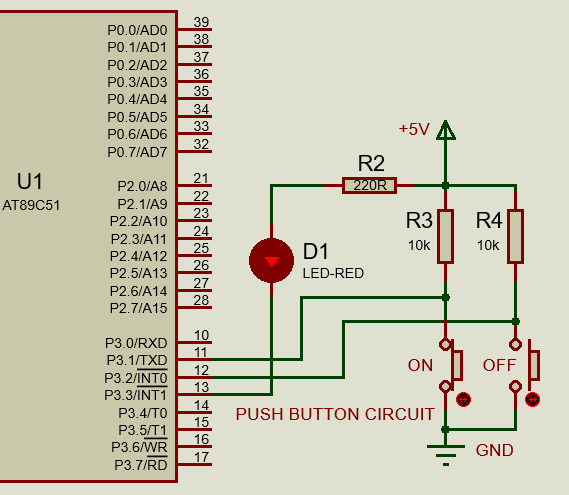 U1
AT89C51
P0.0/AD0 39
P0.1/AD1 38
P0.2/AD2 37
P0.3/AD3 36
P0.4/AD4 35
P0.5/AD5 34
P0.6/AD6 33
P0.7/AD7 32
P2.0/A8 21
P2.1/A9 22
P2.2/A10 23
P2.3/A11 24
P2.4/A12 25
P2.5/A13 26
P2.6/A14 27
P2.7/A15 28
P3.0/RXD 10
P3.1/TXD 11
P3.2/INT0 12
P3.3/INT1 13
P3.4/T0 14
P3.5/T1 15
P3.6/WR 16
P3.7/RD 17
+5V
R2
220R
R3
10k
R4
10k
D1
LED-RED
ON
OFF
PUSH BUTTON CIRCUIT
GND